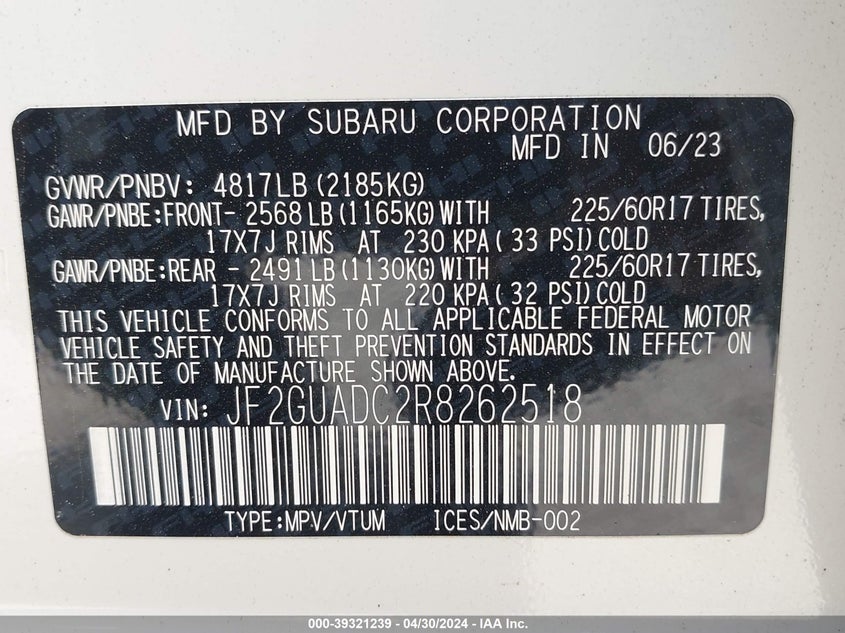 MFD BY SUBARU CORPORATION
MFD IN 06/23
GVWR/PNBV: 4817LB (2185KG)
GAWR/PNBE:FRONT- 2568 LB (1165KG) WITH 225/60R17 TIRES,
17X7J RIMS AT 230 KPA ( 33 PSI) COLD
GAWR/PNBE:REAR - 2491 LB (1130KG) WITH 225/60R17 TIRES,
17X7J RIMS AT 220 KPA ( 32 PSI) COLD
THIS VEHICLE CONFORMS TO ALL APPLICABLE FEDERAL MOTOR
VEHICLE SAFETY AND THEFT PREVENTION STANDARDS IN EFFECT ON
THE DATE OF MANUFACTURE SHOWN ABOVE.
VIN: JF2GUADC2R8262518
TYPE:MPV/VTUM ICES/NMB-002
000-39321239 - 04/30/2024 - IAA Inc.